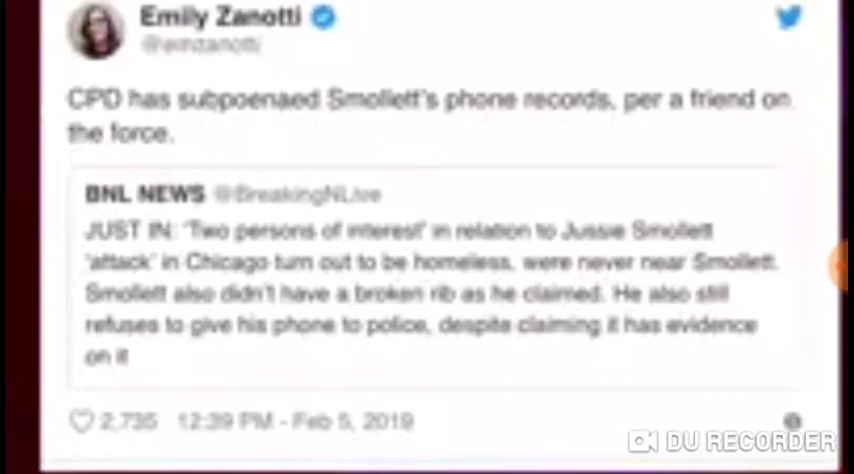 Emily Zanotti
@emzanotti
CPD has subpoenaed Smollett's phone records, per a friend on
the force.
BNL NEWS @BreakingNLive
JUST IN: 'Two persons of interest' in relation to Jussie Smollett
'attack' in Chicago turn out to be homeless, were never near Smollett.
Smollett also didn't have a broken rib as he claimed. He also still
refuses to give his phone to police, despite claiming it has evidence
on it
2,735 12:39 PM - Feb 5, 2019
DU RECORDER